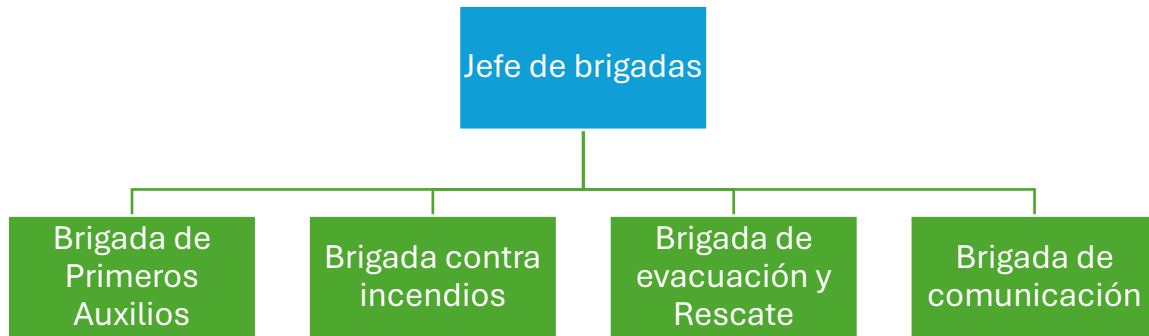 Jefe de brigadas
Brigada de
Primeros
Auxilios
Brigada contra
incendios
Brigada de
evacuación y
Rescate
Brigada de
comunicación